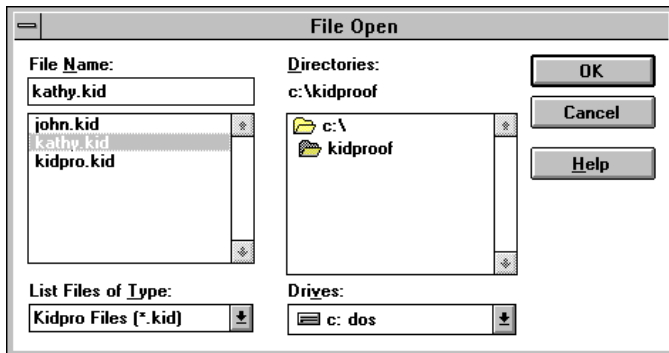 File Open
File Name:
kathy.kid
john.kid
kathy.kid
kidpro.kid
List Files of Type:
Kidpro Files (*.kid)
Directories:
c:\kidproof
c:\
kidproof
Drives:
c: dos
OK
Cancel
Help